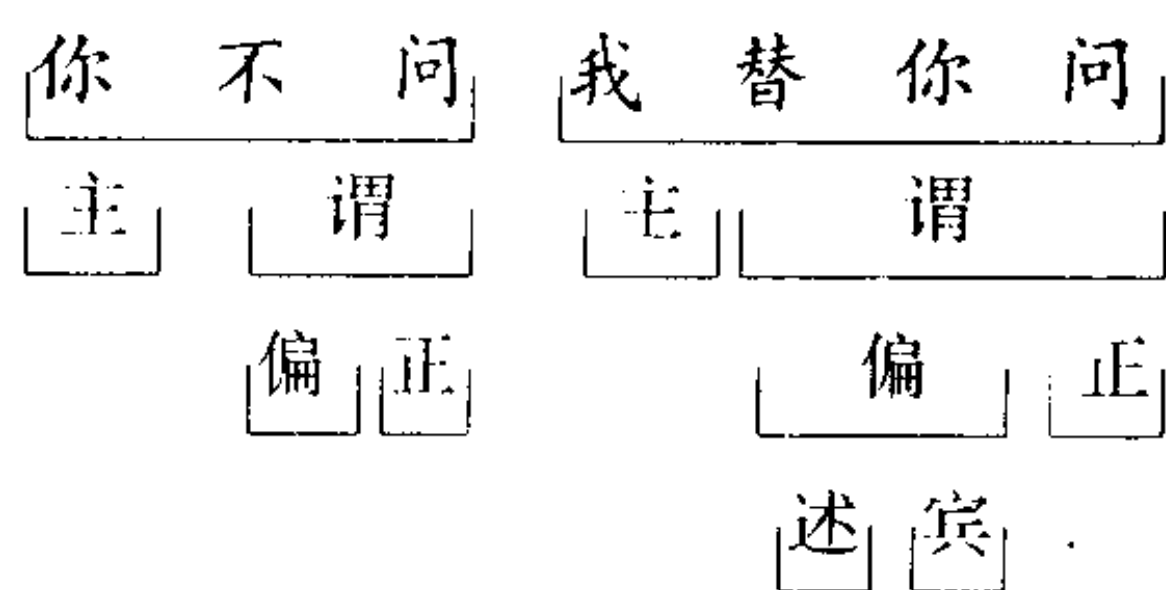 你 不 问 我 替 你 问
主 谓 主 谓
偏 正 偏 正
述 宾